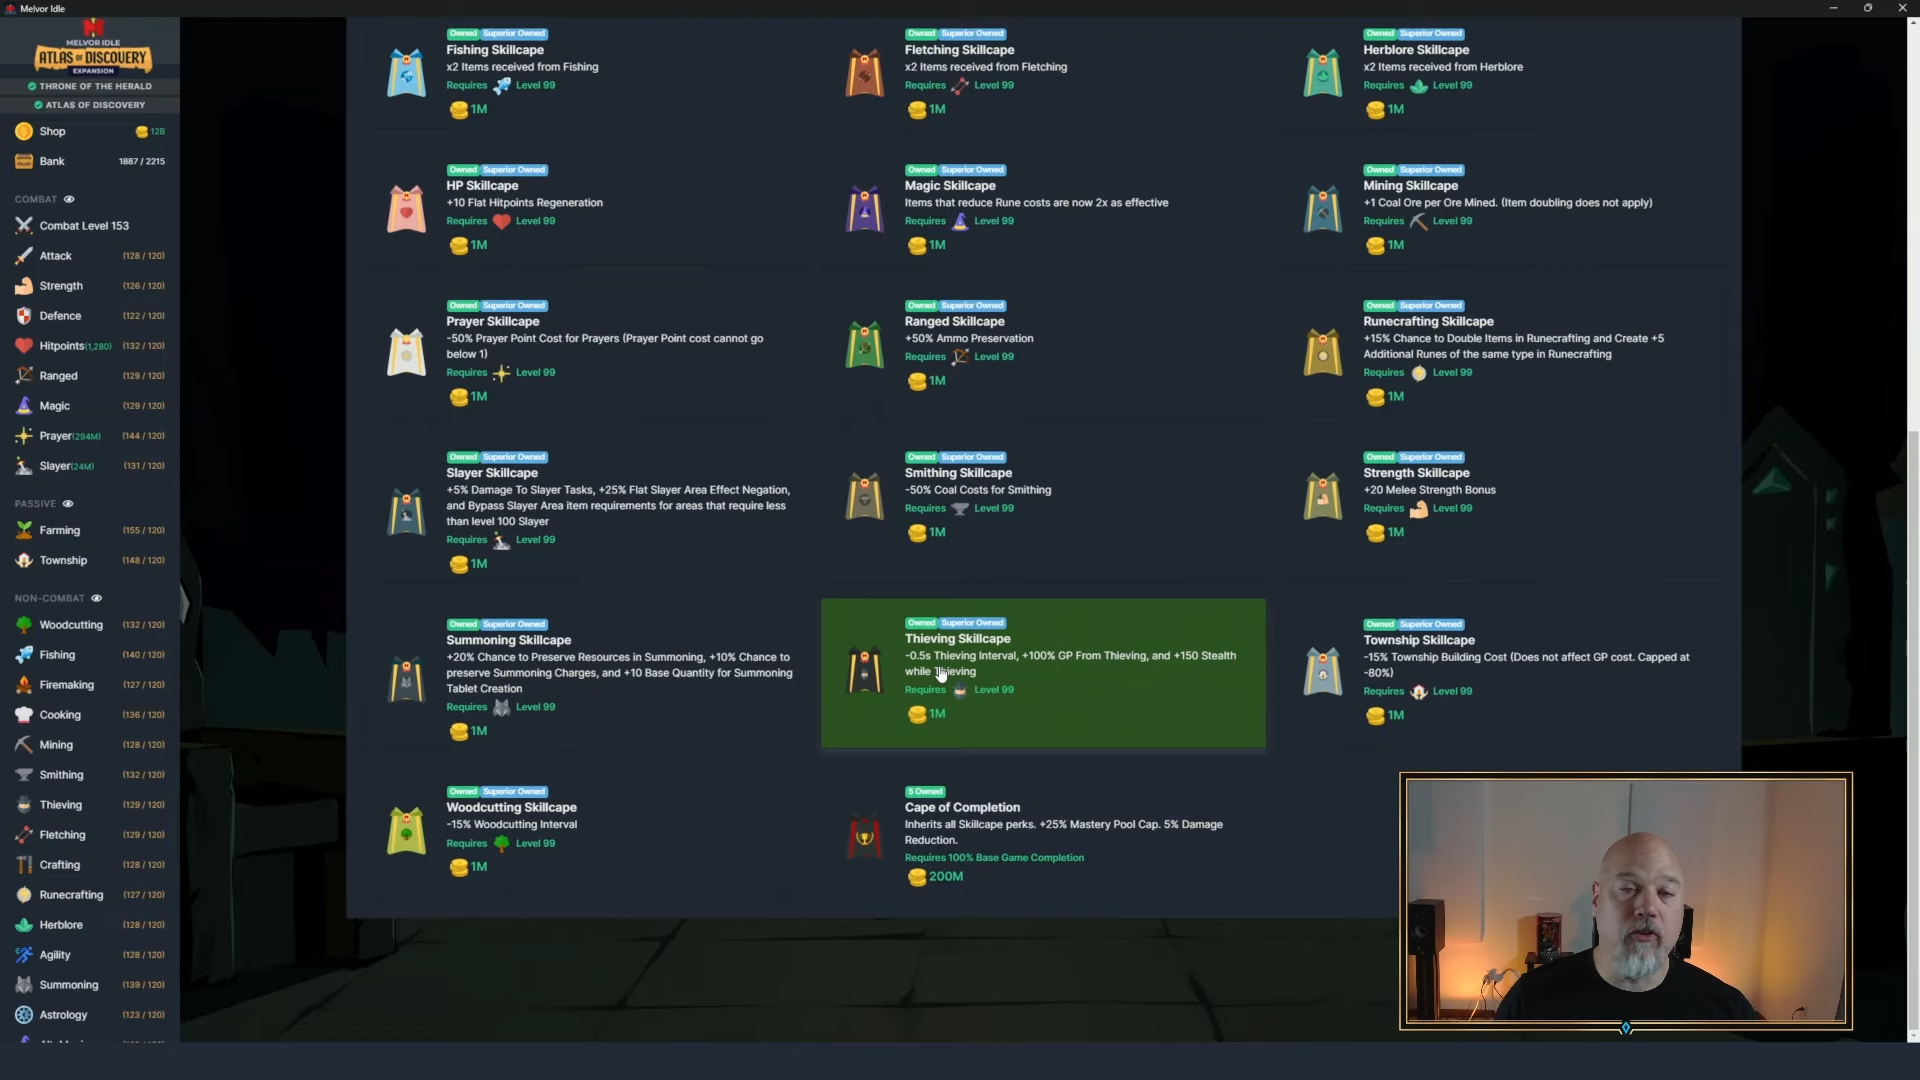 Melvor Idle
MELVOR IDLE
ATLAS OF DISCOVERY
EXPANSION
THRONE OF THE HERALD
ATLAS OF DISCOVERY
Shop 12B
Bank 1887 / 2215
COMBAT
Combat Level 153
Attack (128 / 120)
Strength (126 / 120)
Defence (122 / 120)
Hitpoints(1,280) (132 / 120)
Ranged (129 / 120)
Magic (129 / 120)
Prayer(294M) (144 / 120)
Slayer(24M) (131 / 120)
PASSIVE
Farming (155 / 120)
Township (148 / 120)
NON-COMBAT
Woodcutting (132 / 120)
Fishing (140 / 120)
Firemaking (127 / 120)
Cooking (136 / 120)
Mining (128 / 120)
Smithing (132 / 120)
Thieving (129 / 120)
Fletching (129 / 120)
Crafting (128 / 120)
Runecrafting (127 / 120)
Herblore (128 / 120)
Agility (128 / 120)
Summoning (139 / 120)
Astrology (123 / 120)
Owned Superior Owned
Fishing Skillcape
x2 Items received from Fishing
Requires Level 99
1M
Owned Superior Owned
Fletching Skillcape
x2 Items received from Fletching
Requires Level 99
1M
Owned Superior Owned
Herblore Skillcape
x2 Items received from Herblore
Requires Level 99
1M
Owned Superior Owned
HP Skillcape
+10 Flat Hitpoints Regeneration
Requires Level 99
1M
Owned Superior Owned
Magic Skillcape
Items that reduce Rune costs are now 2x as effective
Requires Level 99
1M
Owned Superior Owned
Mining Skillcape
+1 Coal Ore per Ore Mined. (Item doubling does not apply)
Requires Level 99
1M
Owned Superior Owned
Prayer Skillcape
-50% Prayer Point Cost for Prayers (Prayer Point cost cannot go
below 1)
Requires Level 99
1M
Owned Superior Owned
Ranged Skillcape
+50% Ammo Preservation
Requires Level 99
1M
Owned Superior Owned
Runecrafting Skillcape
+15% Chance to Double Items in Runecrafting and Create +5
Additional Runes of the same type in Runecrafting
Requires Level 99
1M
Owned Superior Owned
Slayer Skillcape
+5% Damage To Slayer Tasks, +25% Flat Slayer Area Effect Negation,
and Bypass Slayer Area item requirements for areas that require less
than level 100 Slayer
Requires Level 99
1M
Owned Superior Owned
Smithing Skillcape
-50% Coal Costs for Smithing
Requires Level 99
1M
Owned Superior Owned
Strength Skillcape
+20 Melee Strength Bonus
Requires Level 99
1M
Owned Superior Owned
Summoning Skillcape
+20% Chance to Preserve Resources in Summoning, +10% Chance to
preserve Summoning Charges, and +10 Base Quantity for Summoning
Tablet Creation
Requires Level 99
1M
Owned Superior Owned
Thieving Skillcape
-0.5s Thieving Interval, +100% GP From Thieving, and +150 Stealth
while Thieving
Requires Level 99
1M
Owned Superior Owned
Township Skillcape
-15% Township Building Cost (Does not affect GP cost. Capped at
-80%)
Requires Level 99
1M
Owned Superior Owned
Woodcutting Skillcape
-15% Woodcutting Interval
Requires Level 99
1M
5 Owned
Cape of Completion
Inherits all Skillcape perks. +25% Mastery Pool Cap. 5% Damage
Reduction.
Requires 100% Base Game Completion
200M